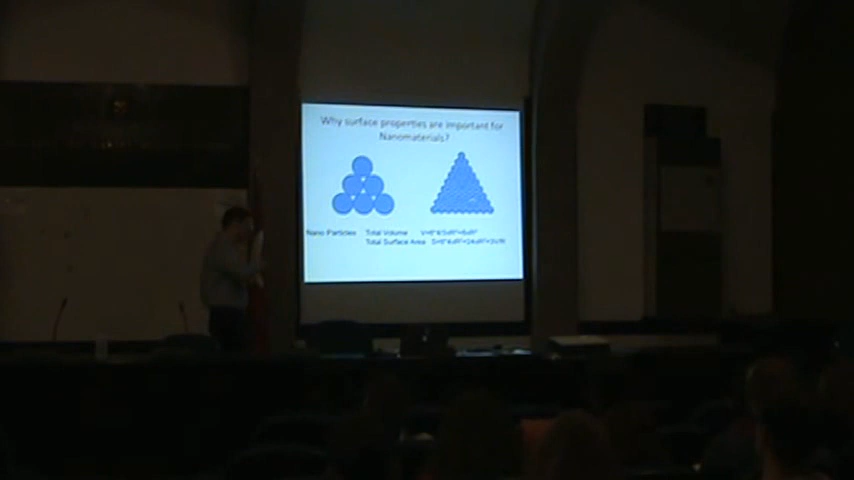 Why surface properties are important for
Nanomaterials?
Nano Particles Total Volume
Total Surface Area